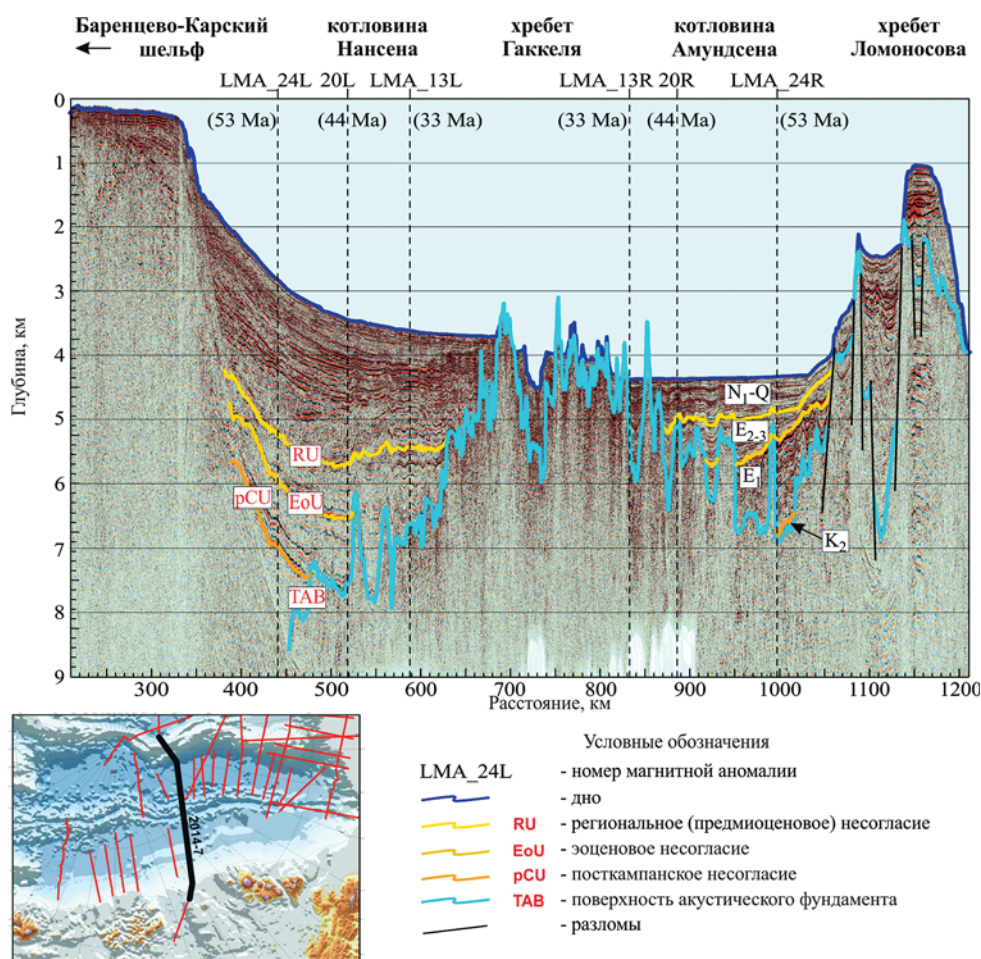 Баренцево-Карский котловина хребет котловина хребет
шельф Нансена Гаккеля Амундсена Ломоносова
LMA_24L 20L LMA_13L LMA_13R 20R LMA_24R
(53 Ma) (44 Ma) (33 Ma) (33 Ma) (44 Ma) (53 Ma)
0
1
2
3
4
5
6
7
8
9
Глубина, км
N1-Q
E2-3
RU
E1
pCU EoU
K2
TAB
300 400 500 600 700 800 900 1000 1100 1200
Расстояние, км
2014-7
Условные обозначения
LMA_24L - номер магнитной аномалии
- дно
RU - региональное (предмиоценовое) несогласие
EoU - эоценовое несогласие
pCU - посткампанское несогласие
TAB - поверхность акустического фундамента
- разломы